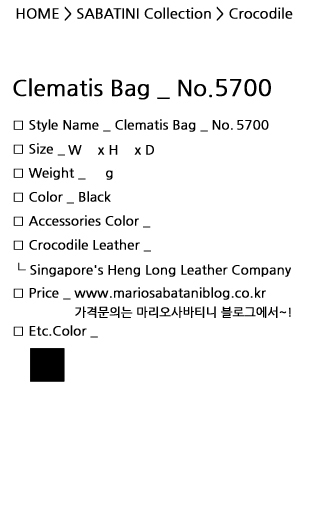 HOME > SABATINI Collection > Crocodile
Clematis Bag _ No.5700
□ Style Name _ Clematis Bag _ No. 5700
□ Size _ W x H x D
□ Weight _ g
□ Color _ Black
□ Accessories Color _
□ Crocodile Leather _
└ Singapore's Heng Long Leather Company
□ Price _ www.mariosabataniblog.co.kr
가격문의는 마리오사바티니 블로그에서~!
□ Etc.Color _